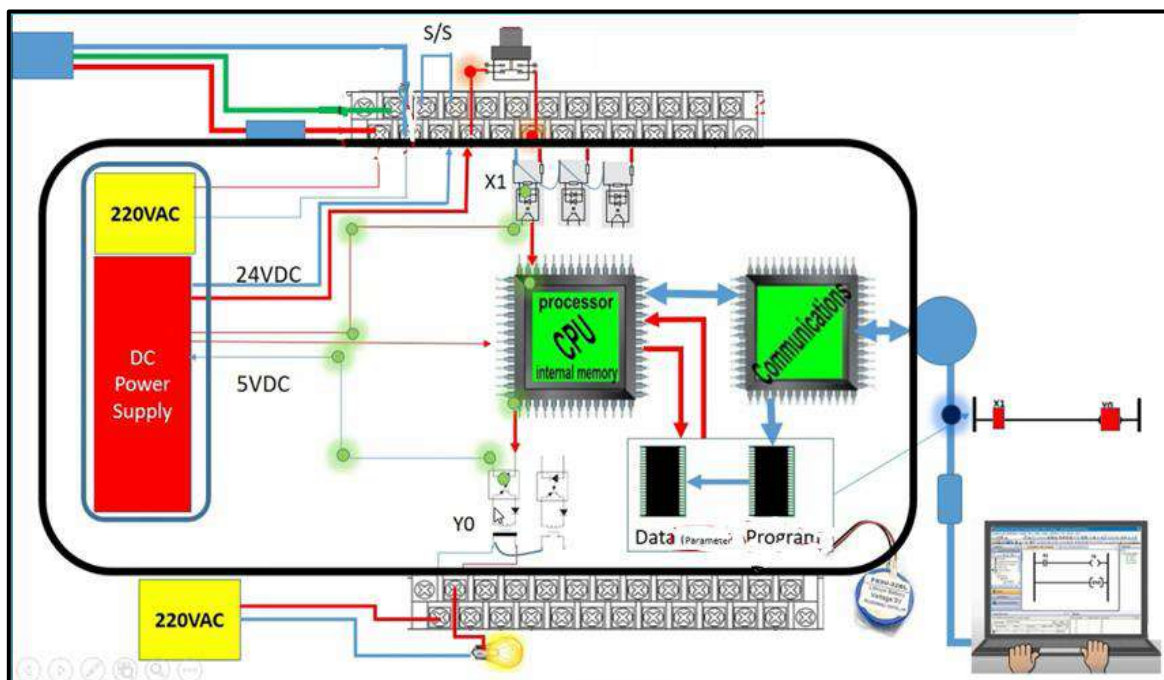 S/S
X1
220VAC
24VDC
DC
Power
Supply
5VDC
processor
CPU
internal memory
Communications
X1
Y0
Y0
Data (Parameter
Program
220VAC